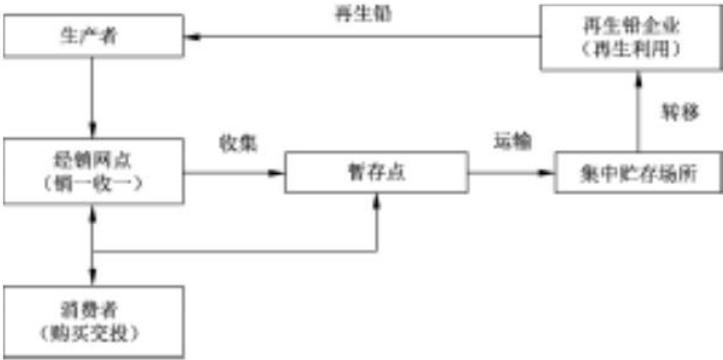 再生铅
生产者
再生铅企业
（再生利用）
转移
经销网点
（销一收一）
收集
暂存点
运输
集中贮存场所
消费者
（购买交投）